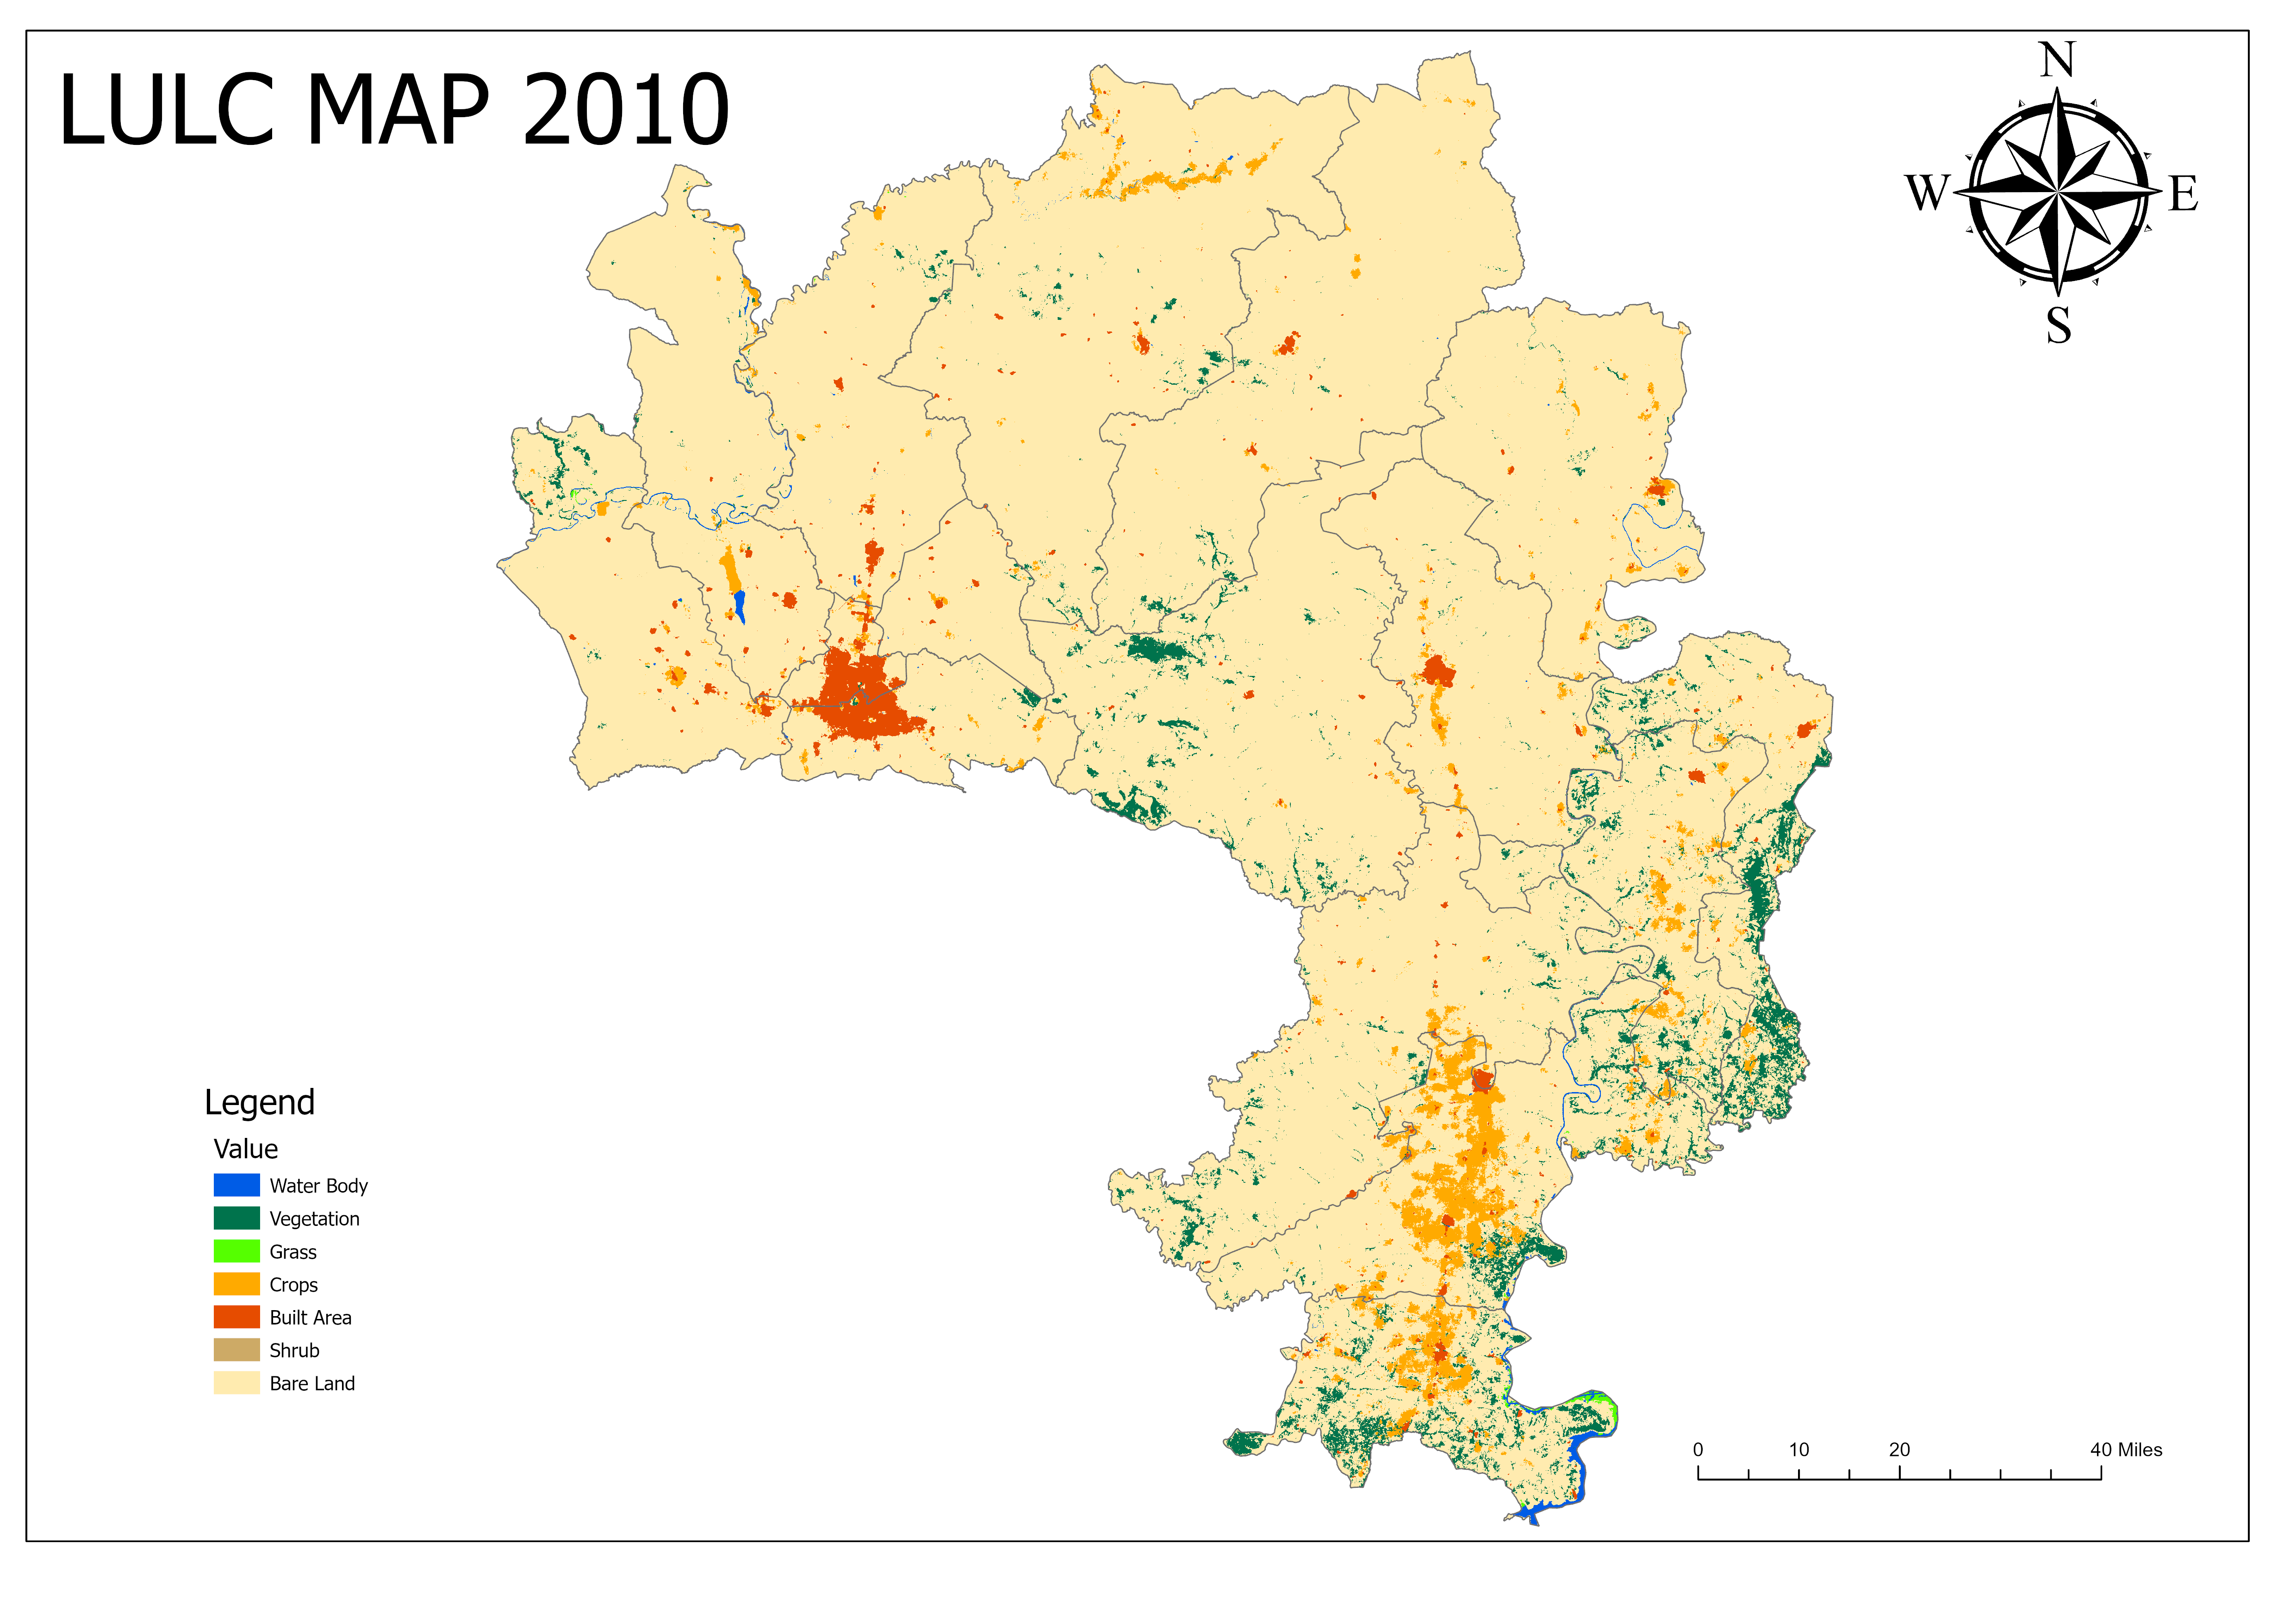 LULC MAP 2010
N
W E
S
Legend
Value
Water Body
Vegetation
Grass
Crops
Built Area
Shrub
Bare Land
0 10 20 40 Miles